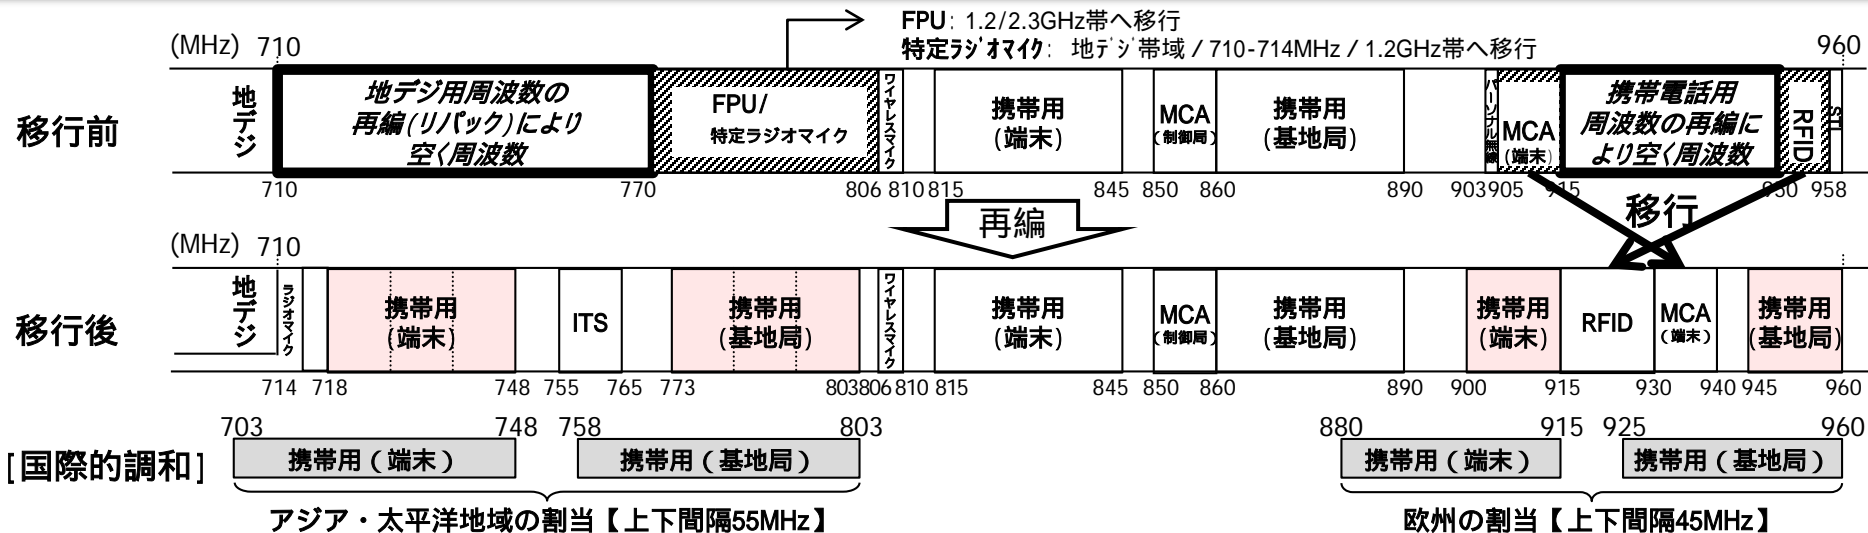 FPU: 1.2/2.3GHz帯へ移行
特定ラジオマイク: 地デジ帯域 / 710-714MHz / 1.2GHz帯へ移行
(MHz) 710
960
移行前
地デジ
地デジ用周波数の
再編(リパック)により
空く周波数
FPU/
特定ラジオマイク
ワイヤレスマイク
携帯用
(端末)
MCA
(制御局)
携帯用
(基地局)
パーソナル無線
MCA
(端末)
携帯電話用
周波数の再編に
より空く周波数
RFID
STL
710 770 806 810 815 845 850 860 890 903 905 915 950 958
再編
移行
(MHz) 710
移行後
地デジ
ラジオマイク
携帯用
(端末)
ITS
携帯用
(基地局)
ワイヤレスマイク
携帯用
(端末)
MCA
(制御局)
携帯用
(基地局)
携帯用
(端末)
RFID
MCA
(端末)
携帯用
(基地局)
714 718 748 755 765 773 803 806 810 815 845 850 860 890 900 915 930 940 945 960
703 748 758 803 880 915 925 960
[国際的調和]
携帯用(端末)
携帯用(基地局)
携帯用(端末)
携帯用(基地局)
アジア・太平洋地域の割当【上下間隔55MHz】
欧州の割当【上下間隔45MHz】